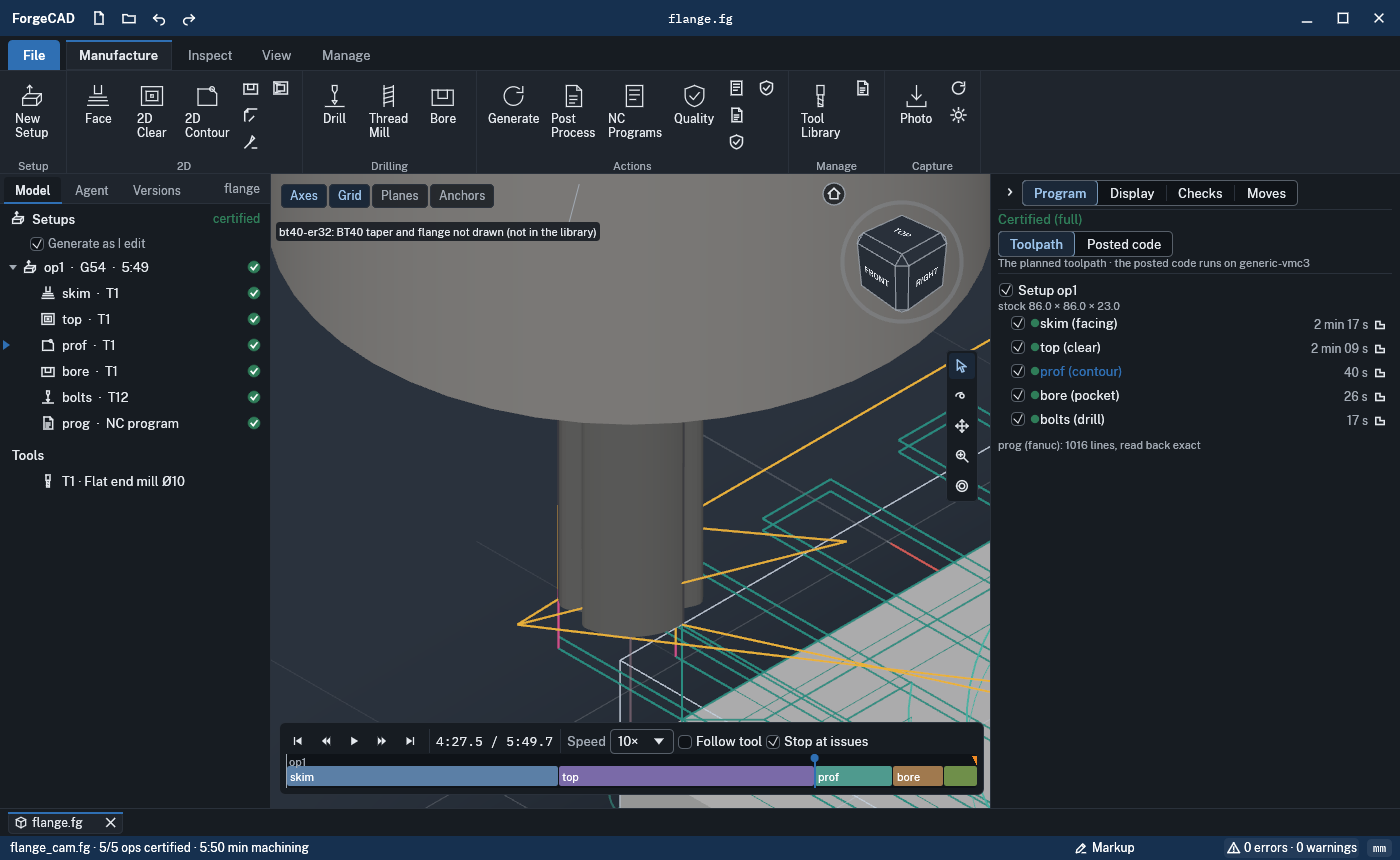 ForgeCAD
flange.fg
File
Manufacture
Inspect
View
Manage
New Setup
Face
2D Clear
2D Contour
Drill
Thread Mill
Bore
Generate
Post Process
NC Programs
Quality
Tool Library
Photo
Setup
2D
Drilling
Actions
Manage
Capture
Model
Agent
Versions
flange
Setups
certified
Generate as I edit
op1 · G54 · 5:49
skim · T1
top · T1
prof · T1
bore · T1
bolts · T12
prog · NC program
Tools
T1 · Flat end mill Ø10
Axes
Grid
Planes
Anchors
bt40-er32: BT40 taper and flange not drawn (not in the library)
TOP
FRONT
RIGHT
4:27.5 / 5:49.7
Speed
10×
Follow tool
Stop at issues
op1
skim
top
prof
bore
Program
Display
Checks
Moves
Certified (full)
Toolpath
Posted code
The planned toolpath · the posted code runs on generic-vmc3
Setup op1
stock 86.0 × 86.0 × 23.0
skim (facing)
2 min 17 s
top (clear)
2 min 09 s
prof (contour)
40 s
bore (pocket)
26 s
bolts (drill)
17 s
prog (fanuc): 1016 lines, read back exact
flange.fg
flange_cam.fg · 5/5 ops certified · 5:50 min machining
Markup
0 errors · 0 warnings
mm